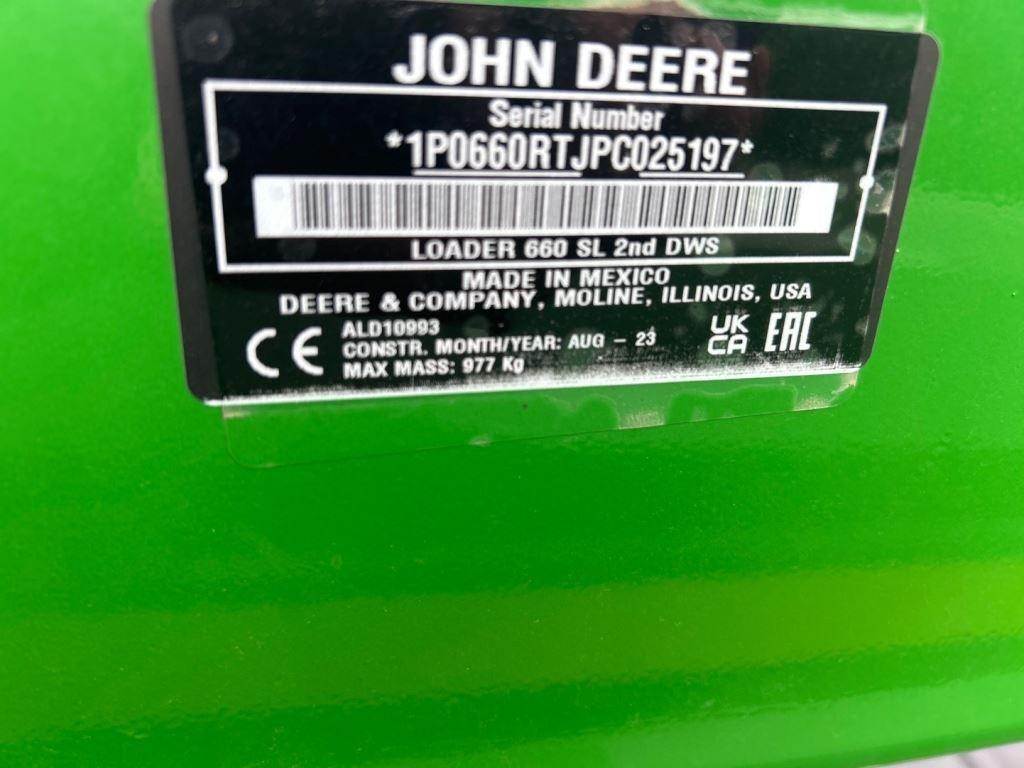 JOHN DEERE
Serial Number
*1P0660RTJPC025197*
LOADER 660 SL 2nd DWS
MADE IN MEXICO
DEERE & COMPANY, MOLINE, ILLINOIS, USA
CE
ALD10993
CONSTR. MONTH/YEAR: AUG - 23
MAX MASS: 977 Kg
UK
CA
EAC